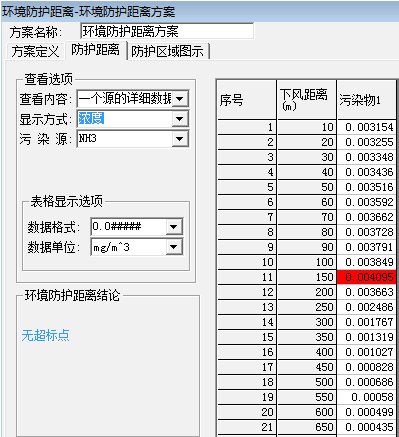 环境防护距离-环境防护距离方案
方案名称: 环境防护距离方案
方案定义 防护距离 防护区域图示
查看选项
查看内容: 一个源的详细数据
显示方式: 浓度
污 染 源: NH3
表格显示选项
数据格式: 0.0#####
数据单位: mg/m^3
环境防护距离结论
无超标点
序号 下风距离(m) 污染物1
1 10 0.003154
2 20 0.003255
3 30 0.003348
4 40 0.003436
5 50 0.003516
6 60 0.003592
7 70 0.003662
8 80 0.003728
9 90 0.003791
10 100 0.003849
11 150 0.004095
12 200 0.003663
13 250 0.002486
14 300 0.001767
15 350 0.001319
16 400 0.001027
17 450 0.000828
18 500 0.000686
19 550 0.00058
20 600 0.000499
21 650 0.000435